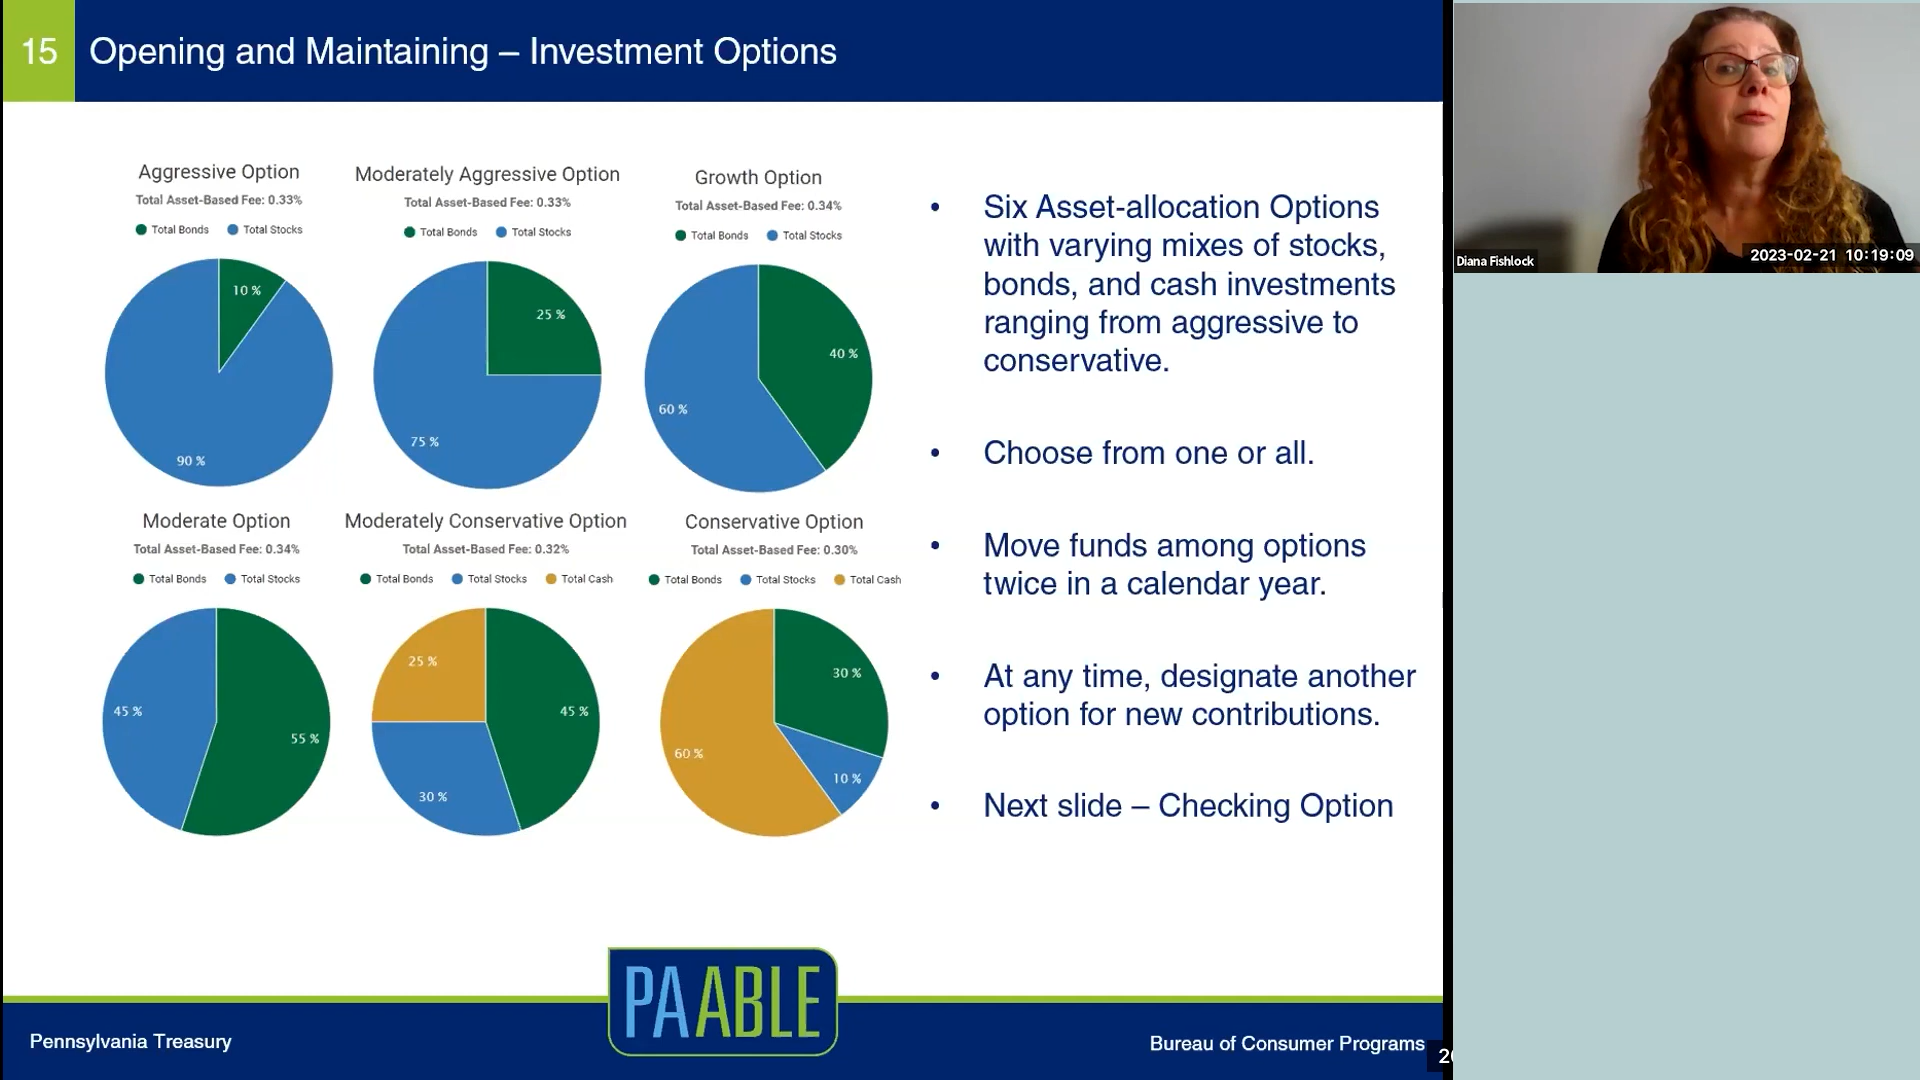 15 Opening and Maintaining – Investment Options
Aggressive Option
Total Asset-Based Fee: 0.33%
Total Bonds Total Stocks
10 %
90 %
Moderately Aggressive Option
Total Asset-Based Fee: 0.33%
Total Bonds Total Stocks
25 %
75 %
Growth Option
Total Asset-Based Fee: 0.34%
Total Bonds Total Stocks
40 %
60 %
Moderate Option
Total Asset-Based Fee: 0.34%
Total Bonds Total Stocks
45 %
55 %
Moderately Conservative Option
Total Asset-Based Fee: 0.32%
Total Bonds Total Stocks Total Cash
25 %
45 %
30 %
Conservative Option
Total Asset-Based Fee: 0.30%
Total Bonds Total Stocks Total Cash
30 %
60 %
10 %
• Six Asset-allocation Options
with varying mixes of stocks,
bonds, and cash investments
ranging from aggressive to
conservative.
• Choose from one or all.
• Move funds among options
twice in a calendar year.
• At any time, designate another
option for new contributions.
• Next slide – Checking Option
Pennsylvania Treasury
PA ABLE
Bureau of Consumer Programs
Diana Fishlock
2023-02-21 10:19:09